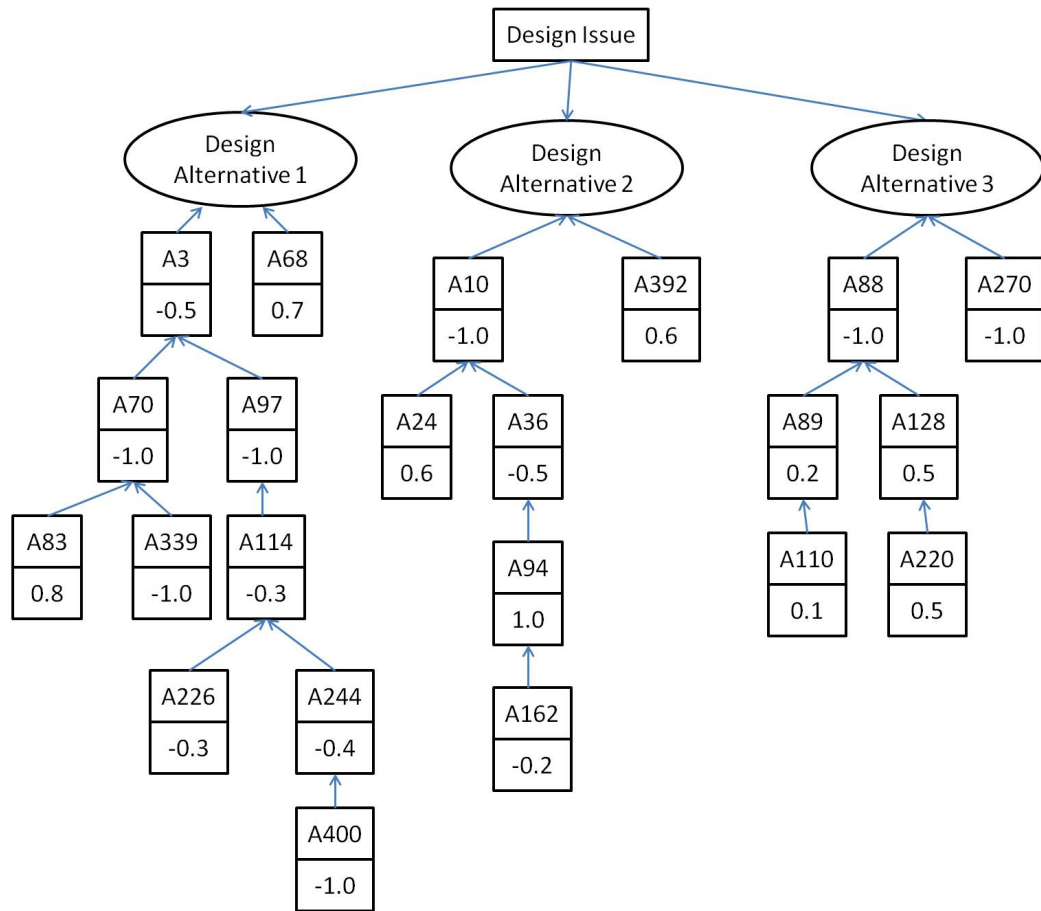 Design Issue
Design
Alternative 1
Design
Alternative 2
Design
Alternative 3
A3
-0.5
A68
0.7
A10
-1.0
A392
0.6
A88
-1.0
A270
-1.0
A70
-1.0
A97
-1.0
A24
0.6
A36
-0.5
A89
0.2
A128
0.5
A83
0.8
A339
-1.0
A114
-0.3
A94
1.0
A110
0.1
A220
0.5
A226
-0.3
A244
-0.4
A162
-0.2
A400
-1.0